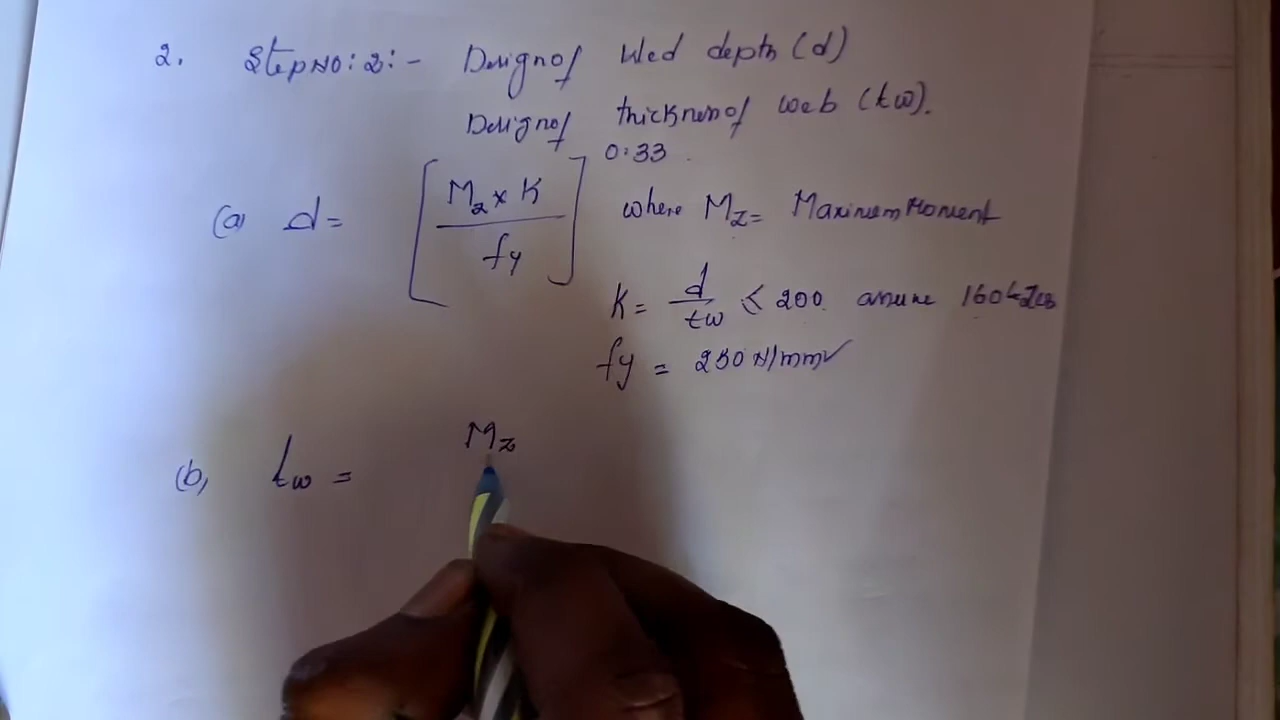 2. Step NO: 2:- Design of Wed depth (d)
Design of thickness of web (tw).
(a) d = [ Mz x K / fy ] 0.33 where Mz = Maximum Moment
K = d / tw ≤ 200 assume 160
fy = 250 N/mm²
(b) tw = Mz